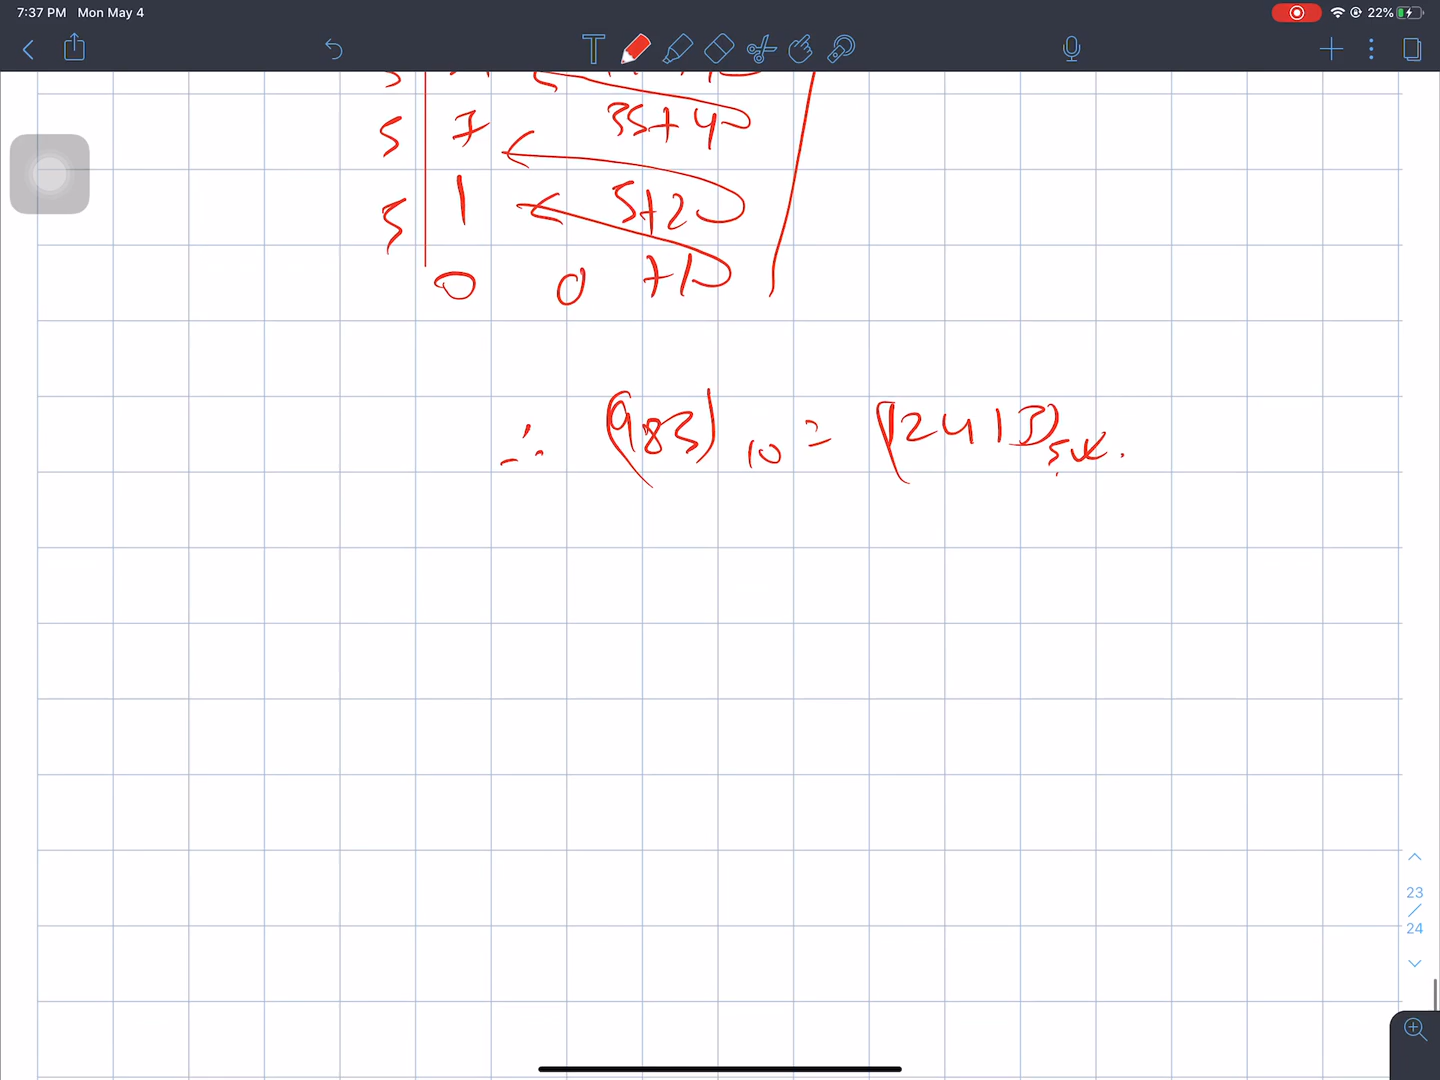 7:37 PM Mon May 4
22%
T
5 7 35+4
5 1 5+2
0 0 +1
∴ (983)10 = (12413)5
23
/
24